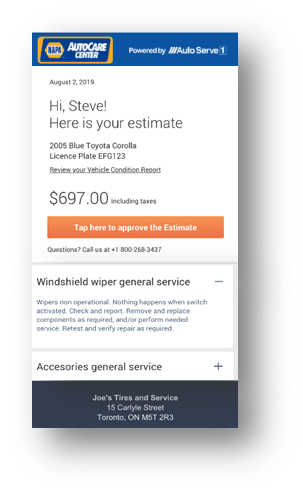 NAPA AUTOCARE CENTER Powered by ///Auto Serve 1
August 2, 2019
Hi, Steve!
Here is your estimate
2005 Blue Toyota Corolla
Licence Plate EFG123
Review your Vehicle Condition Report
$697.00 including taxes
Tap here to approve the Estimate
Questions? Call us at +1 800-268-3437
Windshield wiper general service
Wipers non operational. Nothing happens when switch
activated. Check and report. Remove and replace
components as required, and/or perform needed
service. Retest and verify repair as required.
Accesories general service
Joe's Tires and Service
15 Carlyle Street
Toronto, ON M5T 2R3